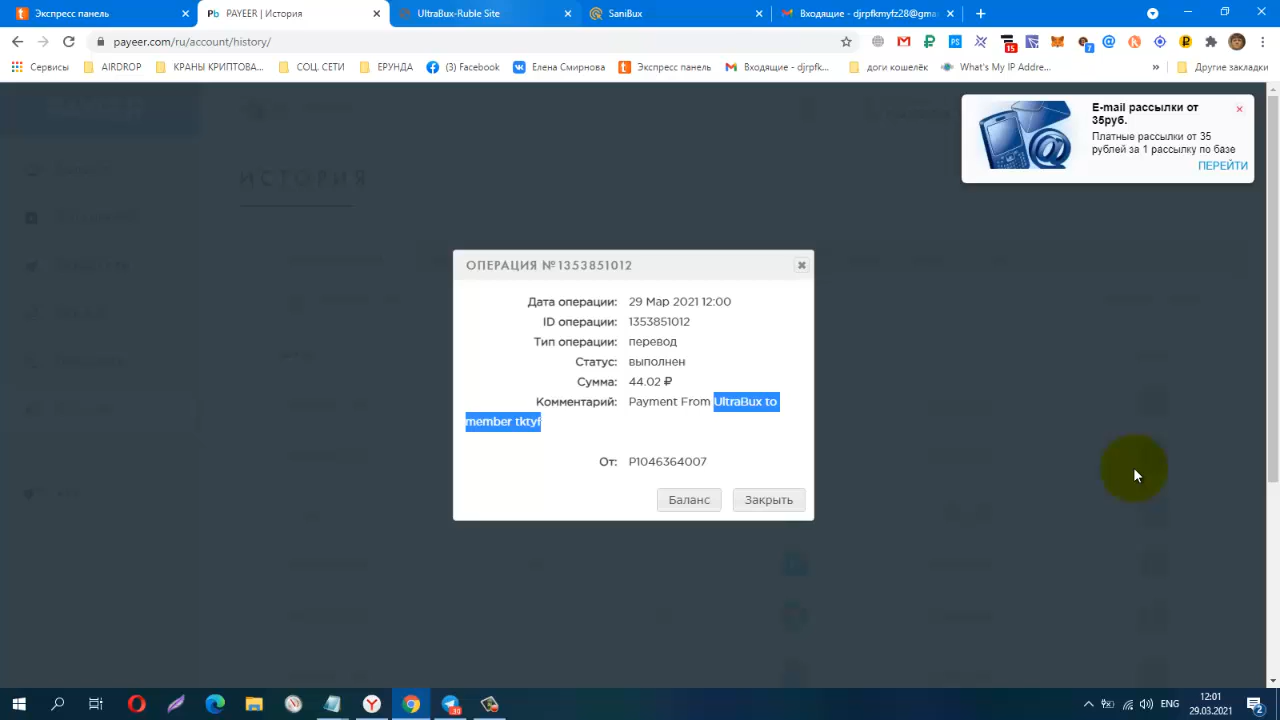 Экспресс панель
PAYEER | История
UltraBux-Ruble Site
SaniBux
Входящие - djrpfkmyfz28@gma
payeer.com/ru/account/history/
15
7
Сервисы
AIRDROP
КРАНЫ КРИПТОВА...
СОЦ. СЕТИ
ЕРУНДА
(3) Facebook
Елена Смирнова
Экспресс панель
Входящие - djrpfk...
доги кошелёк
What's My IP Addre...
»
Другие закладки
E-mail рассылки от
35руб.
Платные рассылки от 35
рублей за 1 рассылку по базе
ПЕРЕЙТИ
ИСТОРИЯ
ОПЕРАЦИЯ №1353851012
Дата операции: 29 Мар 2021 12:00
ID операции: 1353851012
Тип операции: перевод
Статус: выполнен
Сумма: 44.02 ₽
Комментарий: Payment From UltraBux to
member tktyf
От: P1046364007
Баланс
Закрыть
ENG
12:01
29.03.2021
2